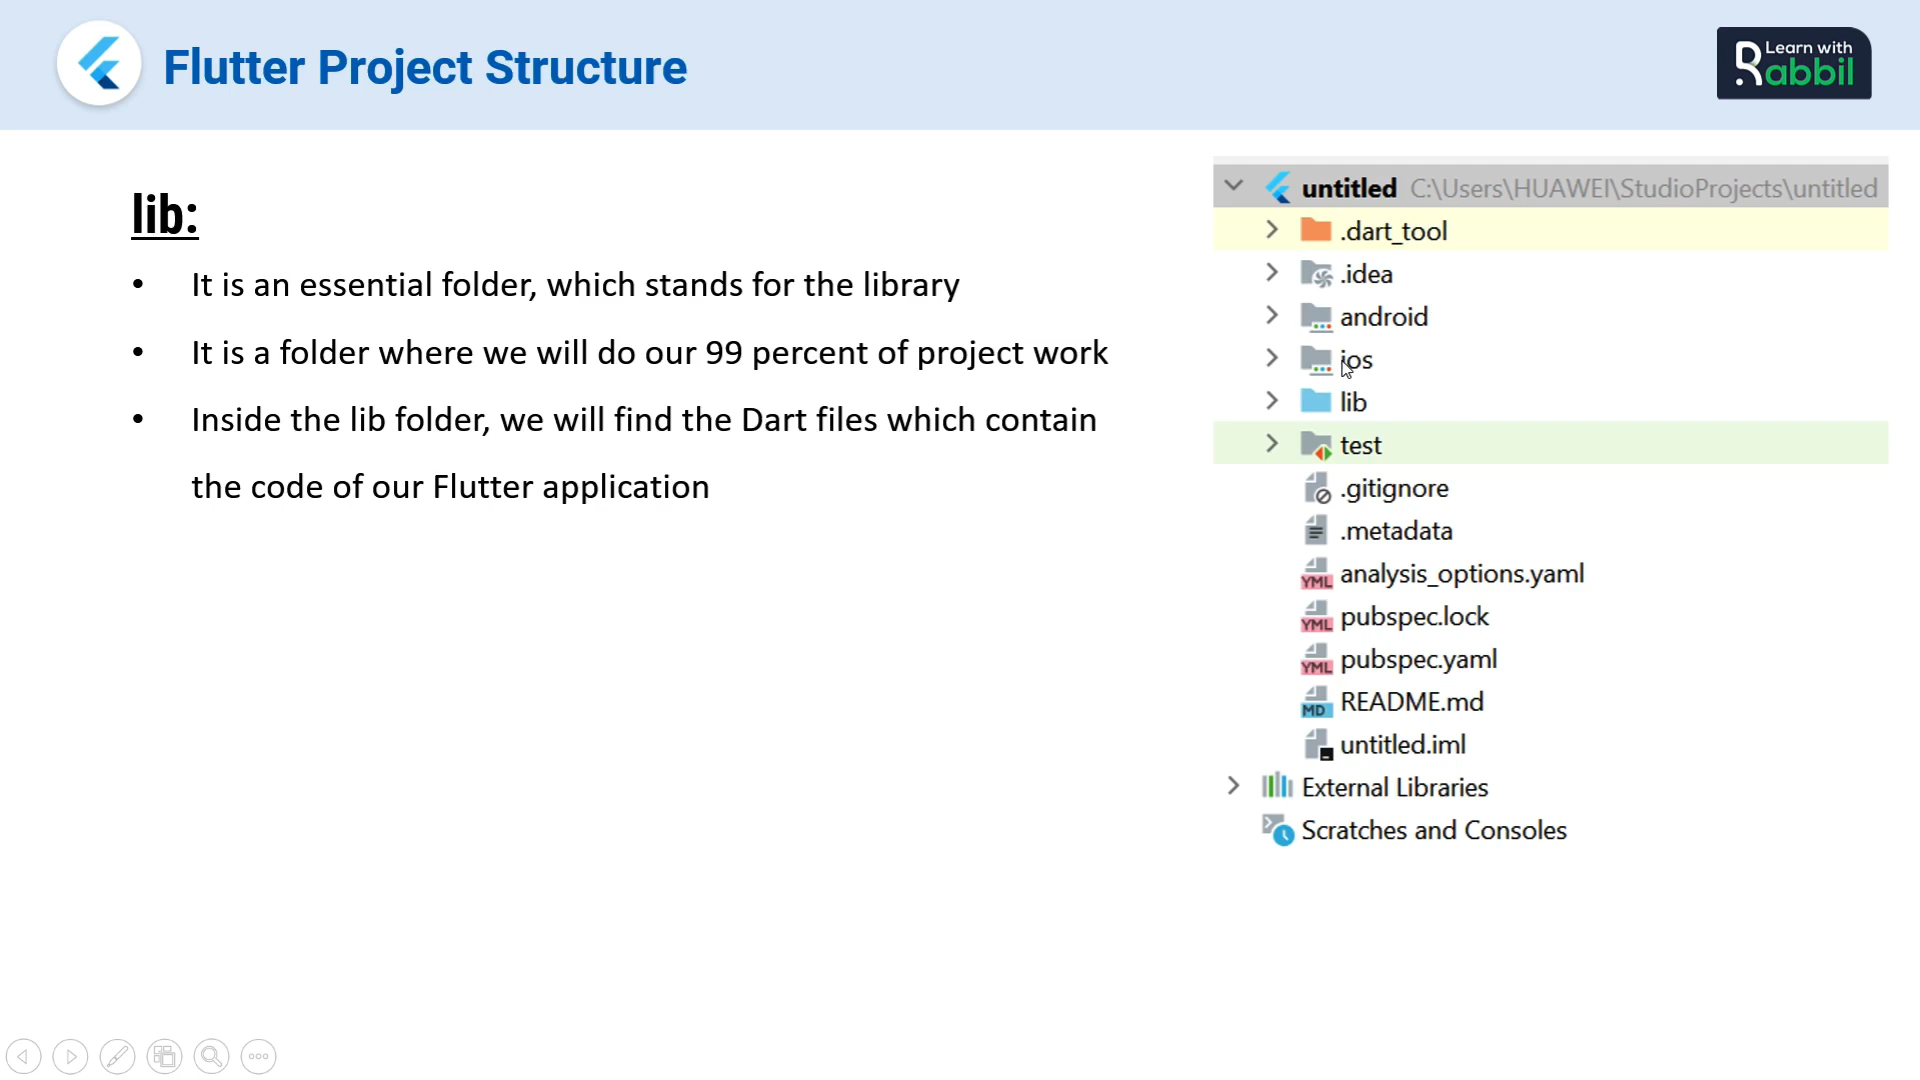 Flutter Project Structure
Learn with
Rabbil
lib:
• It is an essential folder, which stands for the library
• It is a folder where we will do our 99 percent of project work
• Inside the lib folder, we will find the Dart files which contain
the code of our Flutter application
untitled C:\Users\HUAWEI\StudioProjects\untitled
.dart_tool
.idea
android
ios
lib
test
.gitignore
.metadata
YML analysis_options.yaml
YML pubspec.lock
YML pubspec.yaml
MD README.md
untitled.iml
External Libraries
Scratches and Consoles